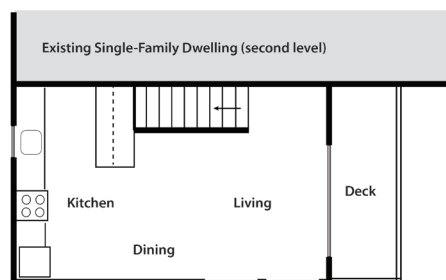 Existing Single-Family Dwelling (second level)
Deck
Kitchen
Living
Dining